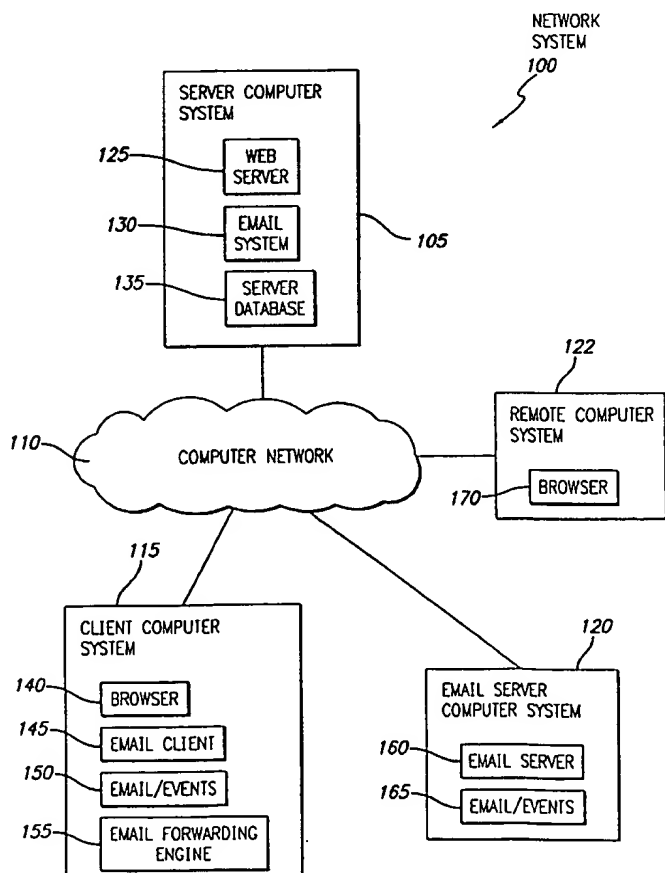 NETWORK
SYSTEM
100
SERVER COMPUTER
SYSTEM
125
WEB
SERVER
130
EMAIL
SYSTEM
105
135
SERVER
DATABASE
122
REMOTE COMPUTER
SYSTEM
110
COMPUTER NETWORK
170
BROWSER
115
CLIENT COMPUTER
SYSTEM
120
EMAIL SERVER
COMPUTER SYSTEM
140
BROWSER
145
EMAIL CLIENT
160
EMAIL SERVER
150
EMAIL/EVENTS
165
EMAIL/EVENTS
155
EMAIL FORWARDING
ENGINE